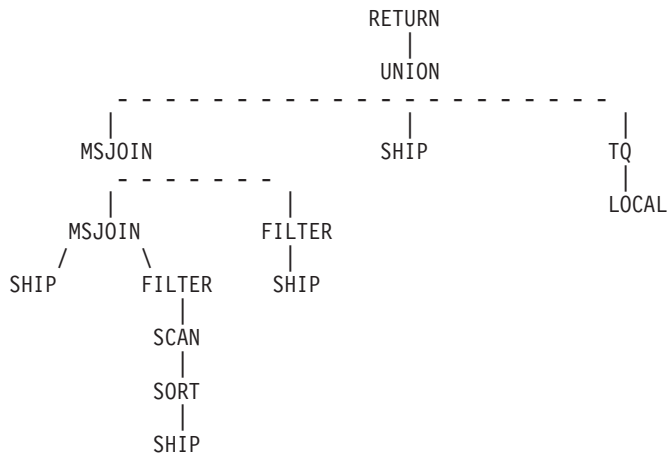 RETURN
UNION
MSJOIN SHIP TQ
LOCAL
MSJOIN FILTER
SHIP FILTER SHIP
SCAN
SORT
SHIP